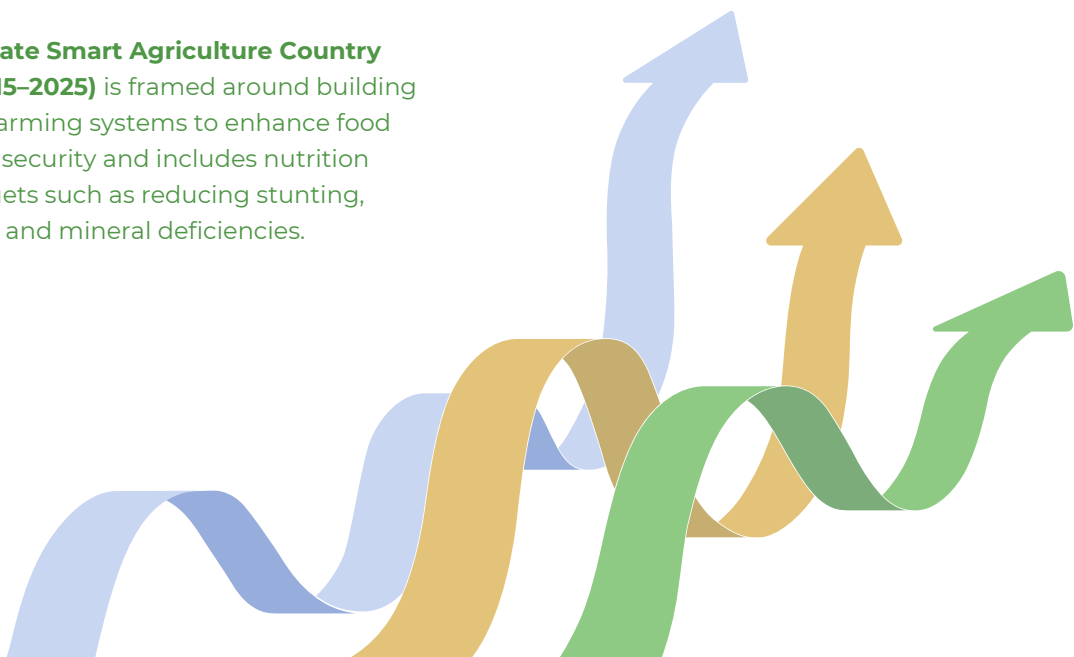 ate Smart Agriculture Country
15–2025) is framed around building
arming systems to enhance food
security and includes nutrition
gets such as reducing stunting,
and mineral deficiencies.